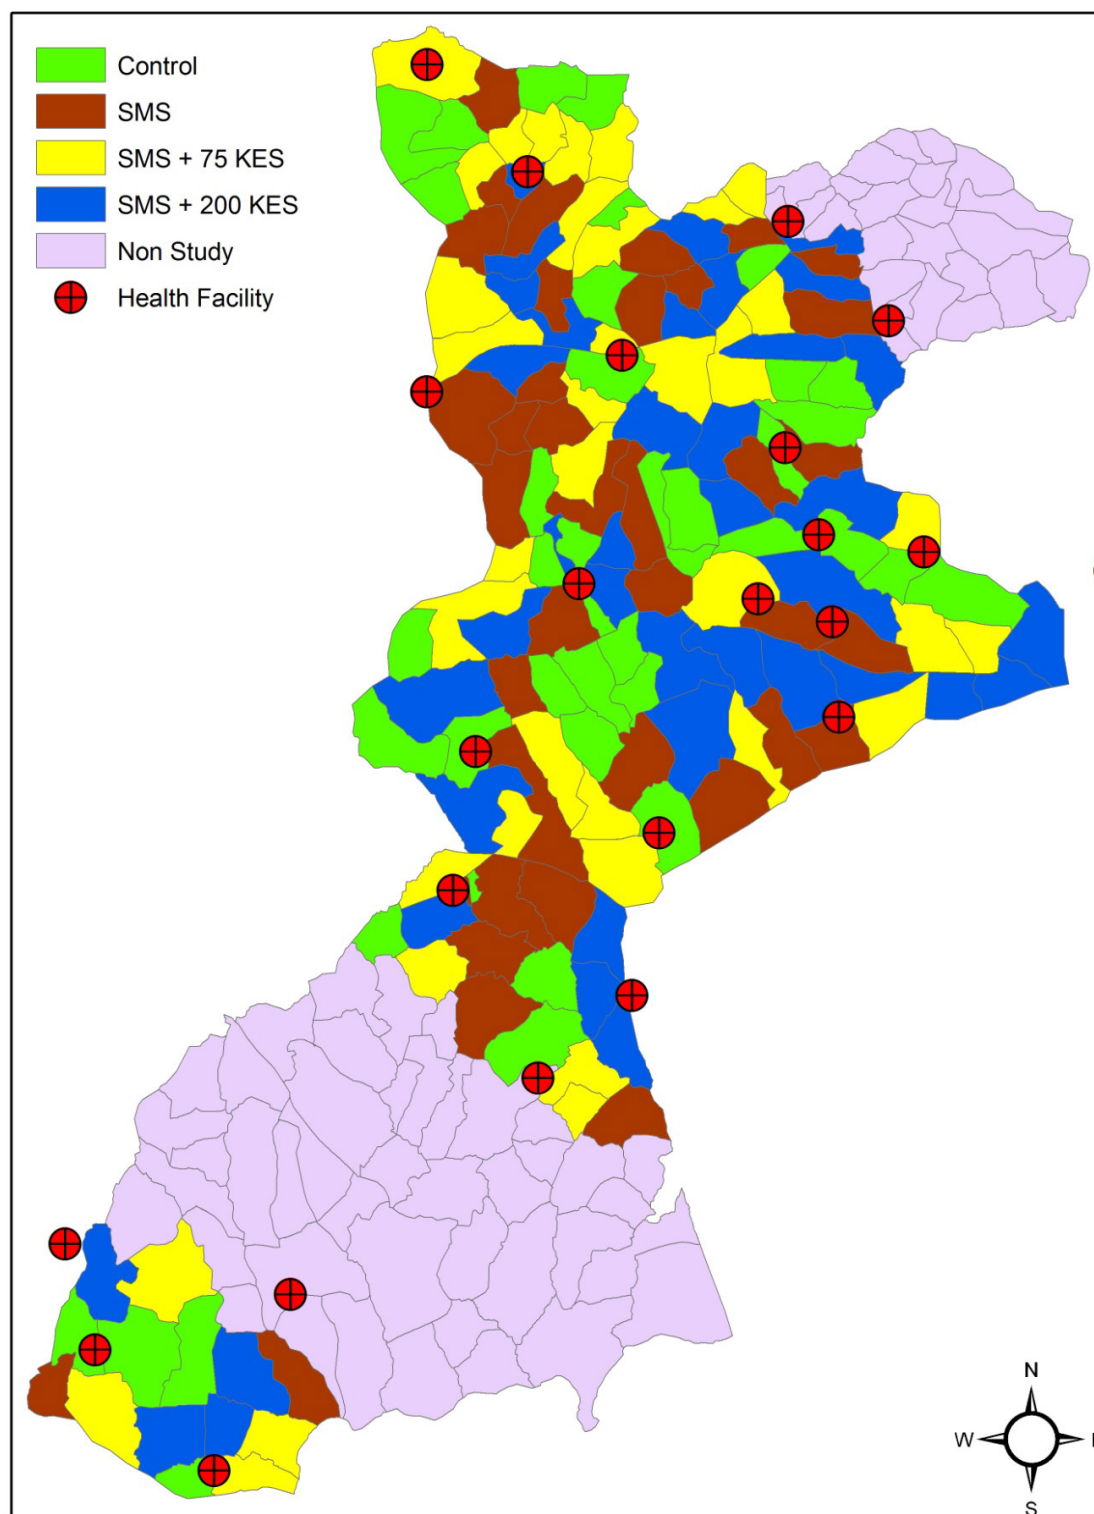 Control
SMS
SMS + 75 KES
SMS + 200 KES
Non Study
Health Facility
N
W
S